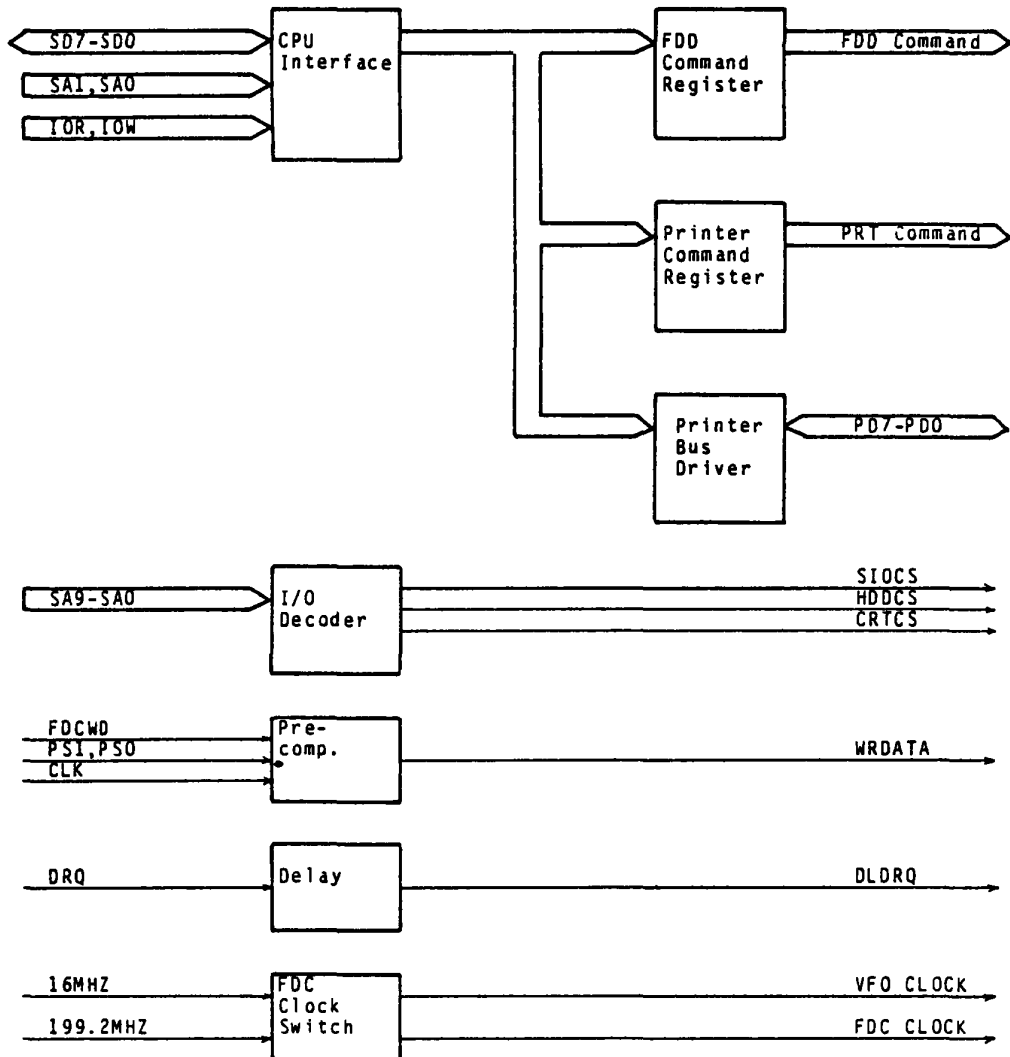 SD7-SD0
CPU
Interface
FDD
Command
Register
FDD Command
SA1,SA0
IOR,IOW
Printer
Command
Register
PRT Command
Printer
Bus
Driver
PD7-PD0
SA9-SA0
I/O
Decoder
SIOCS
HDDCS
CRTCS
FDCWD
PS1,PS0
CLK
Pre-
comp.
WRDATA
DRQ
Delay
DLDRQ
16MHZ
199.2MHZ
FDC
Clock
Switch
VFO CLOCK
FDC CLOCK